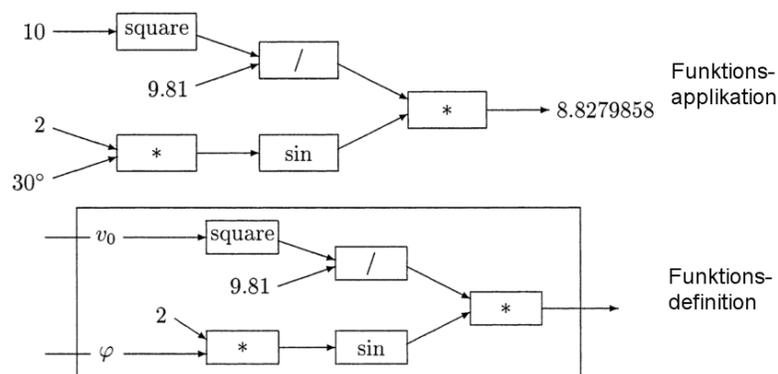 10
square
/
9.81
Funktions-
applikation
*
8.8279858
2
*
sin
30°
v₀
square
/
9.81
Funktions-
definition
*
2
*
sin
φ